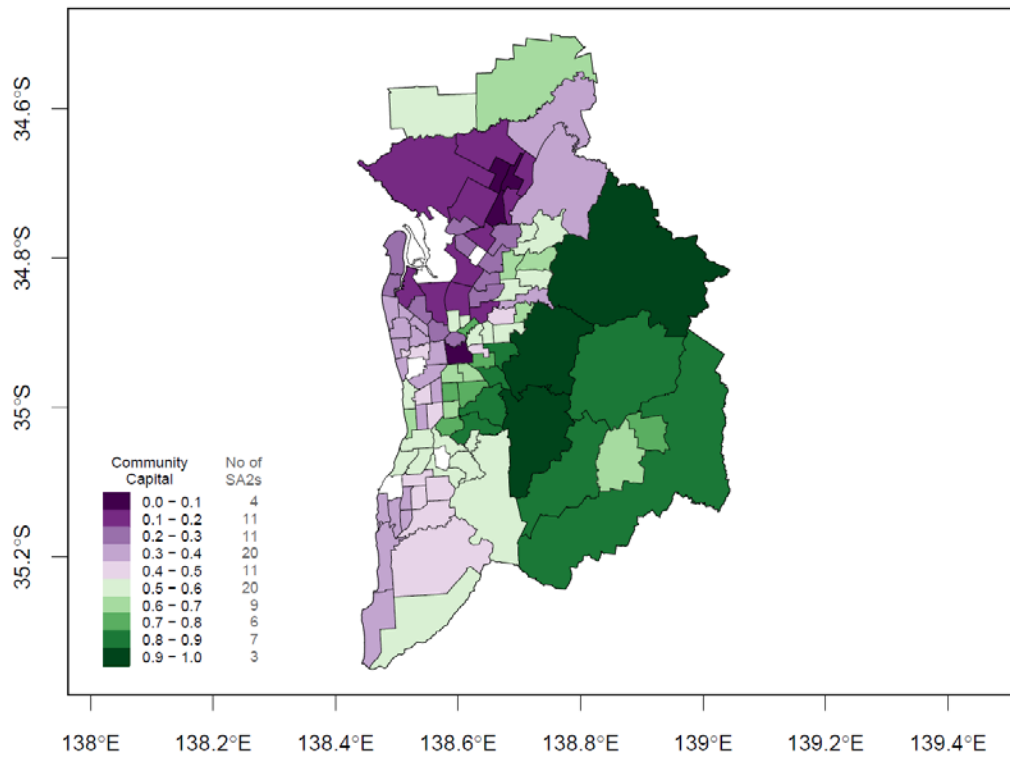 34.6°S
34.8°S
35°S
35.2°S
Community Capital No of SA2s
0.0 – 0.1 4
0.1 – 0.2 11
0.2 – 0.3 11
0.3 – 0.4 20
0.4 – 0.5 11
0.5 – 0.6 20
0.6 – 0.7 9
0.7 – 0.8 6
0.8 – 0.9 7
0.9 – 1.0 3
138°E 138.2°E 138.4°E 138.6°E 138.8°E 139°E 139.2°E 139.4°E